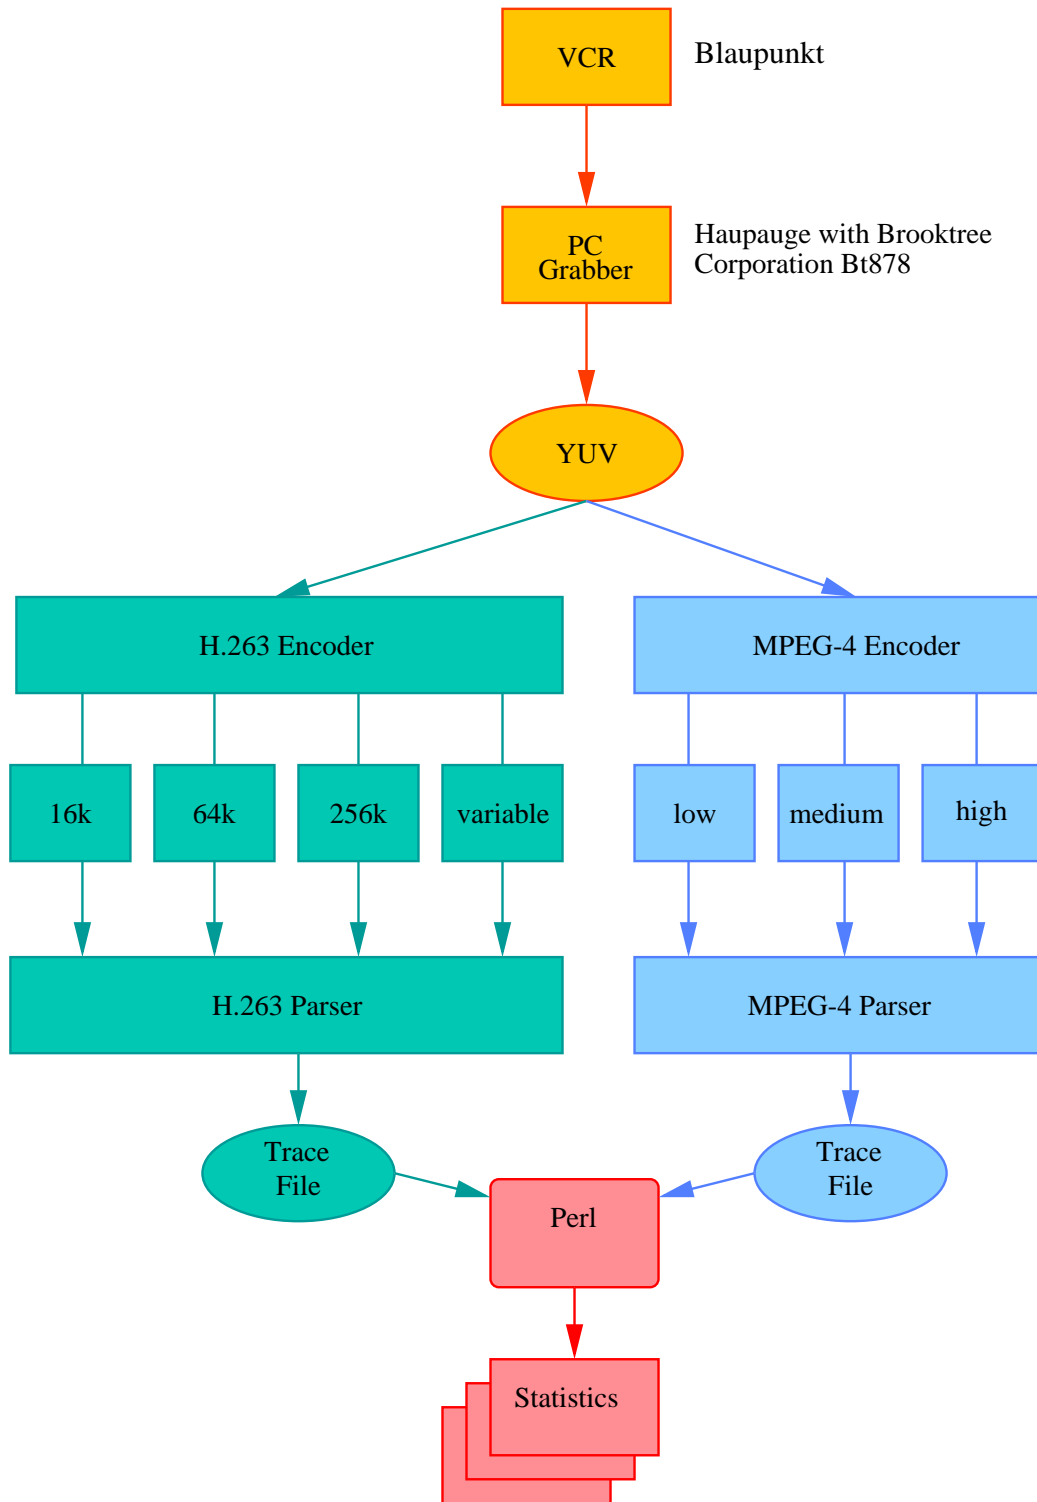 VCR
Blaupunkt
PC
Grabber
Haupauge with Brooktree
Corporation Bt878
YUV
H.263 Encoder
MPEG-4 Encoder
16k
64k
256k
variable
low
medium
high
H.263 Parser
MPEG-4 Parser
Trace
File
Trace
File
Perl
Statistics